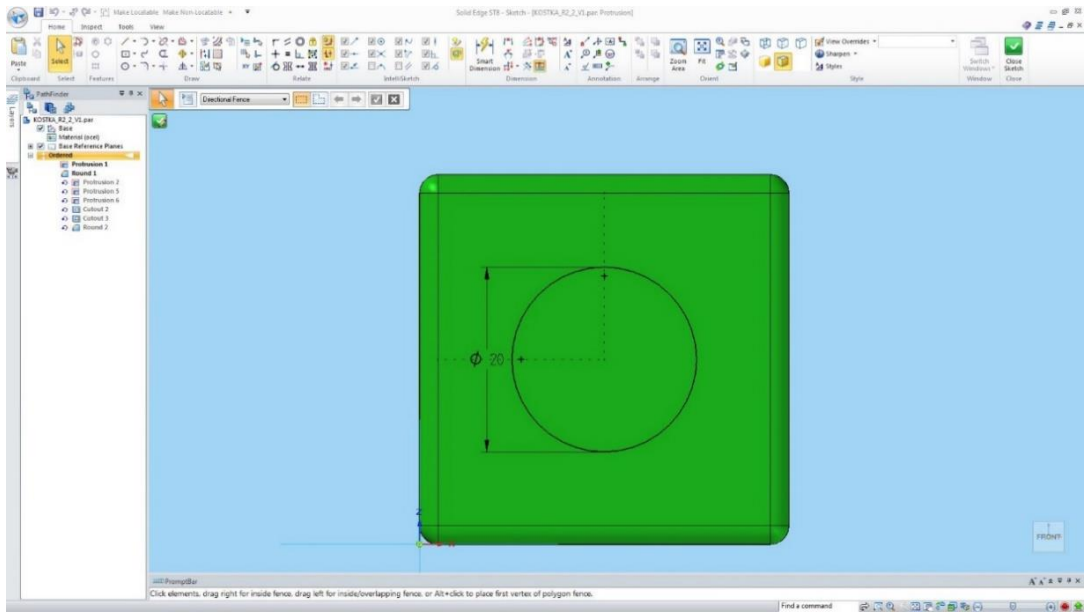 Make Locatable Make Non-Locatable
Solid Edge ST8 - Sketch - [KOSTKA_R2_2_V1.par: Protrusion]
Home Inspect Tools View
Paste
Select
Smart Dimension
Zoom Area
Fit
View Overrides
Sharpen
Styles
Switch Windows
Close Sketch
Clipboard Select Features Draw Relate IntelliSketch Dimension Annotation Arrange Orient Style Window Close
PathFinder
Layers
Directional Fence
KOSTKA_R2_2_V1.par
Base
Material (ocel)
Base Reference Planes
Ordered
Protrusion 1
Round 1
Protrusion 2
Protrusion 5
Protrusion 6
Cutout 2
Cutout 3
Round 2
Ø 20
Z
X
FRONT
PromptBar
Click elements, drag right for inside fence, drag left for inside/overlapping fence, or Alt+click to place first vertex of polygon fence.
Find a command